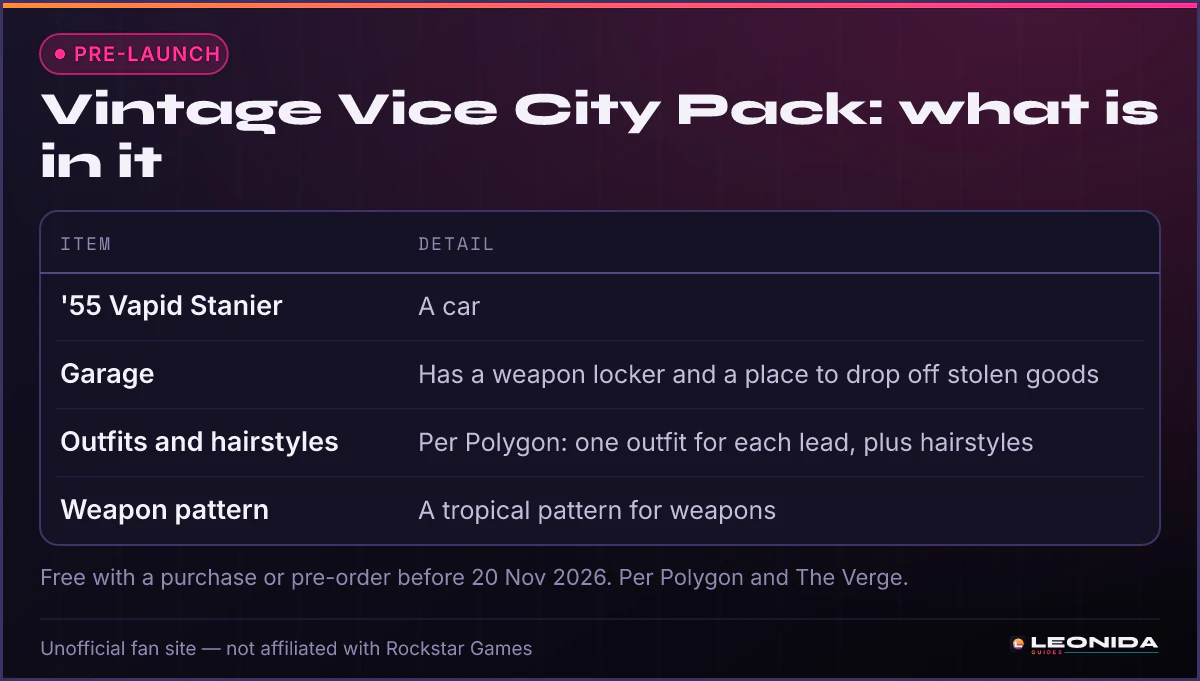 PRE-LAUNCH
Vintage Vice City Pack: what is
in it
ITEM DETAIL
'55 Vapid Stanier A car
Garage Has a weapon locker and a place to drop off stolen goods
Outfits and hairstyles Per Polygon: one outfit for each lead, plus hairstyles
Weapon pattern A tropical pattern for weapons
Free with a purchase or pre-order before 20 Nov 2026. Per Polygon and The Verge.
Unofficial fan site — not affiliated with Rockstar Games
LEONIDA
GUIDES